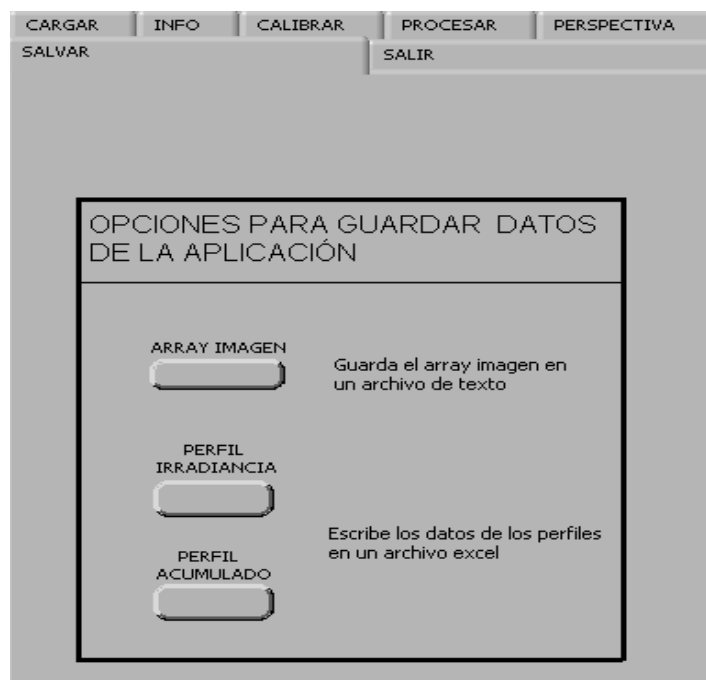 CARGAR INFO CALIBRAR PROCESAR PERSPECTIVA
SALVAR SALIR
OPCIONES PARA GUARDAR DATOS
DE LA APLICACIÓN
ARRAY IMAGEN
Guarda el array imagen en
un archivo de texto
PERFIL
IRRADIANCIA
Escribe los datos de los perfiles
en un archivo excel
PERFIL
ACUMULADO